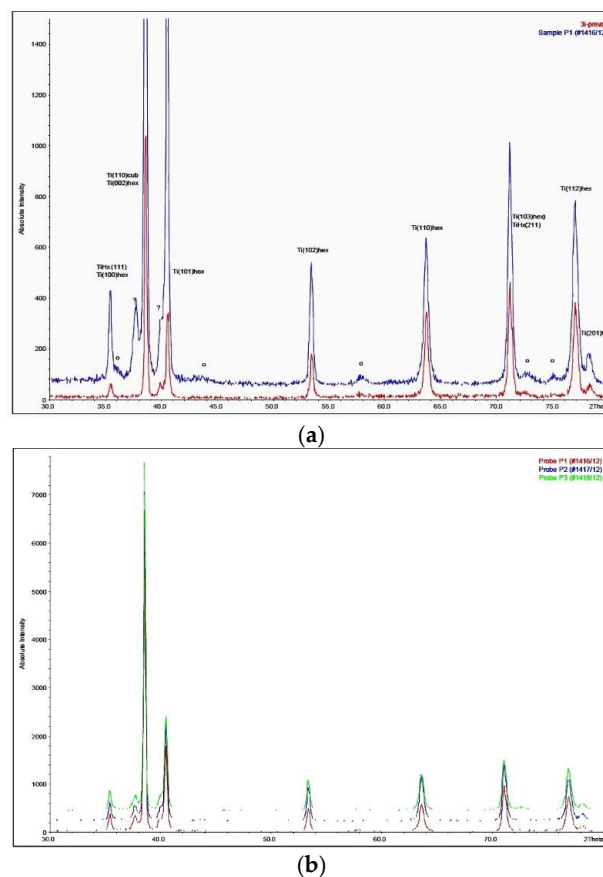 3i-preva
Sample P1 (#1416/12
1400
1200
1000
800
600
400
200
0
Absolute Intensity
Ti(110)cub
Ti(002)hex
TiHx (111)
Ti(100)hex
?
?
o
o
Ti(101)hex
Ti(102)hex
o
Ti(110)hex
Ti(103)hex)
TiHx(211)
o
o
Ti(112)hex
Ti(201)
30.0
35.0
40.0
45.0
50.0
55.0
60.0
65.0
70.0
75.0
2Thet
(a)
Probe P1 (#1416/12)
Probe P2 (#1417/12)
Probe P3 (#1418/12)
7000
6000
5000
4000
3000
2000
1000
0
Absolute Intensity
30.0
40.0
50.0
60.0
70.0
2Theta
(b)